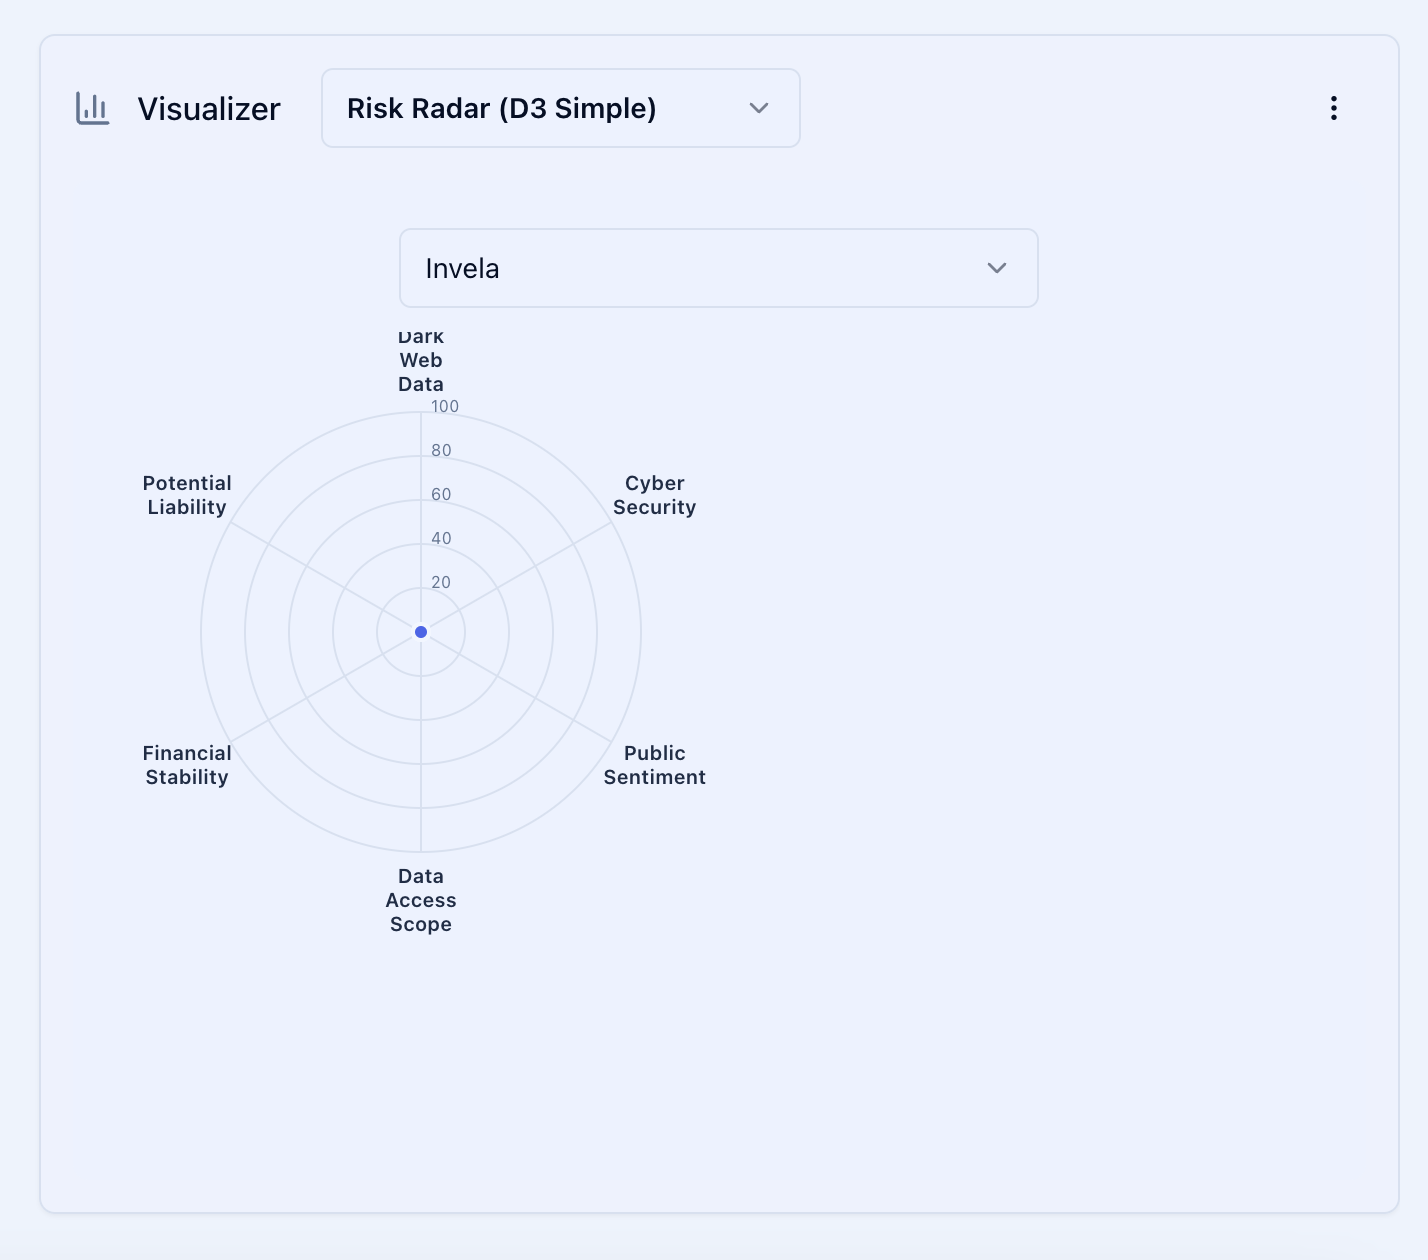 Visualizer
Risk Radar (D3 Simple)
Invela
Dark
Web
Data
100
80
60
40
20
Potential
Liability
Cyber
Security
Financial
Stability
Public
Sentiment
Data
Access
Scope